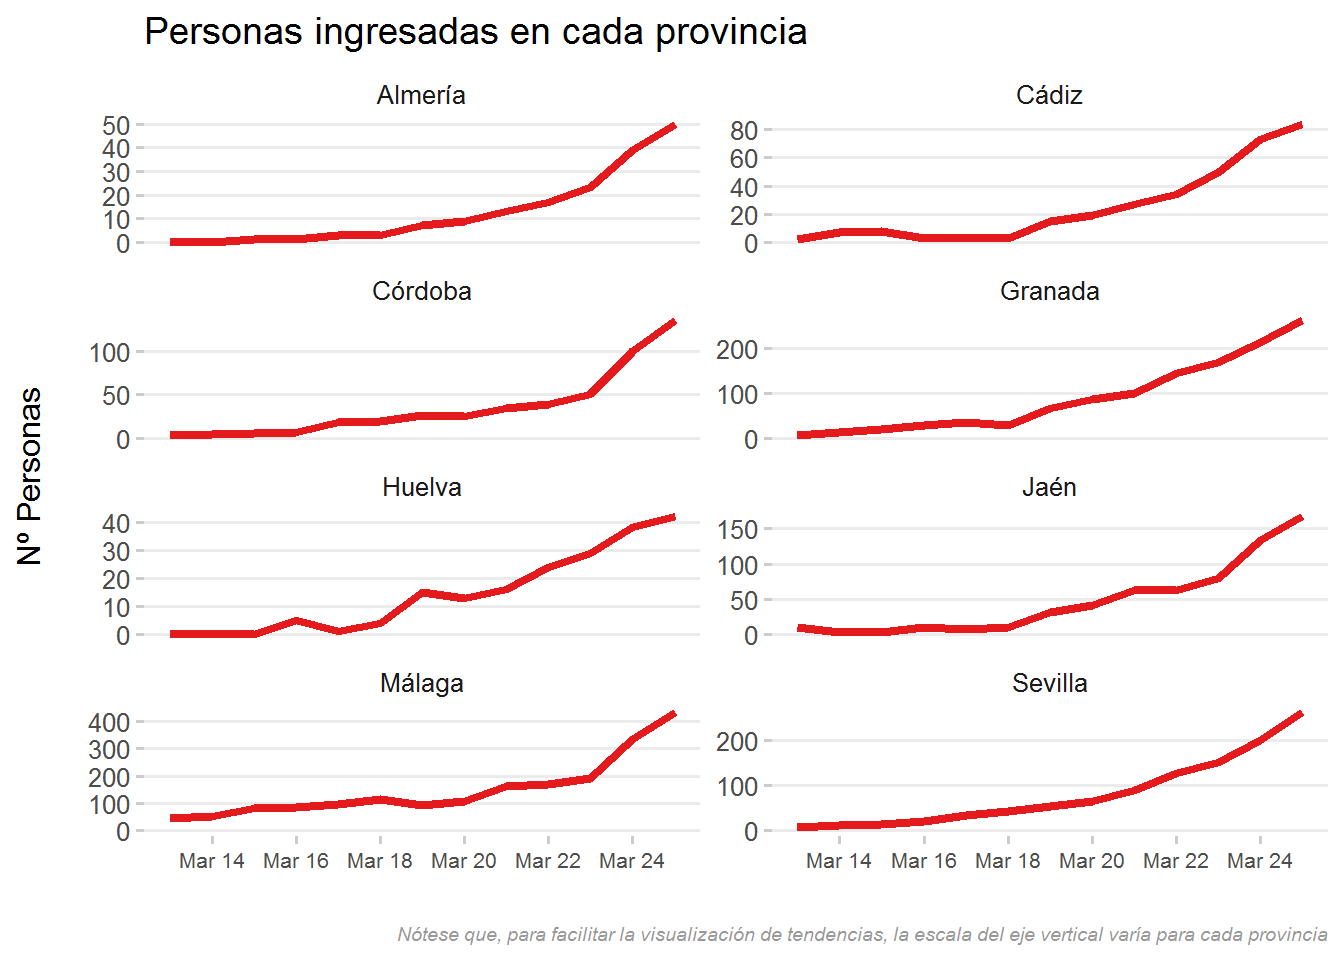 Personas ingresadas en cada provincia
Nº Personas
Almería
50
40
30
20
10
0
Cádiz
80
60
40
20
0
Córdoba
100
50
0
Granada
200
100
0
Huelva
40
30
20
10
0
Jaén
150
100
50
0
Málaga
400
300
200
100
0
Sevilla
200
100
0
Mar 14 Mar 16 Mar 18 Mar 20 Mar 22 Mar 24
Mar 14 Mar 16 Mar 18 Mar 20 Mar 22 Mar 24
Nótese que, para facilitar la visualización de tendencias, la escala del eje vertical varía para cada provincia